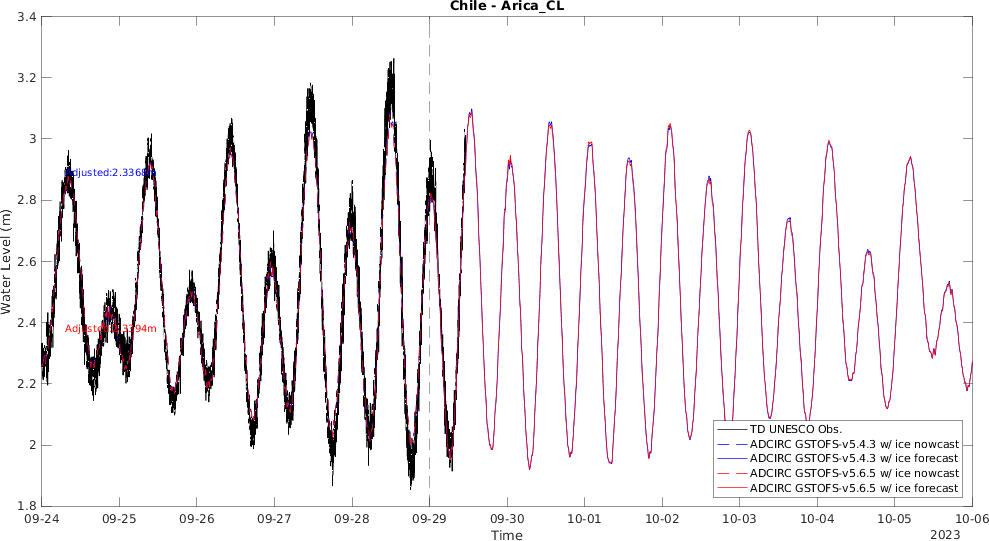 Chile - Arica_CL
3.4
3.2
3
2.8
2.6
2.4
2.2
2
1.8
Water Level (m)
Adjusted:2.3368m
TD UNESCO Obs.
ADCIRC GSTOFS-v5.4.3 w/ ice nowcast
ADCIRC GSTOFS-v5.4.3 w/ ice forecast
ADCIRC GSTOFS-v5.6.5 w/ ice nowcast
ADCIRC GSTOFS-v5.6.5 w/ ice forecast
09-24 09-25 09-26 09-27 09-28 09-29 09-30 10-01 10-02 10-03 10-04 10-05 10-06
Time
2023